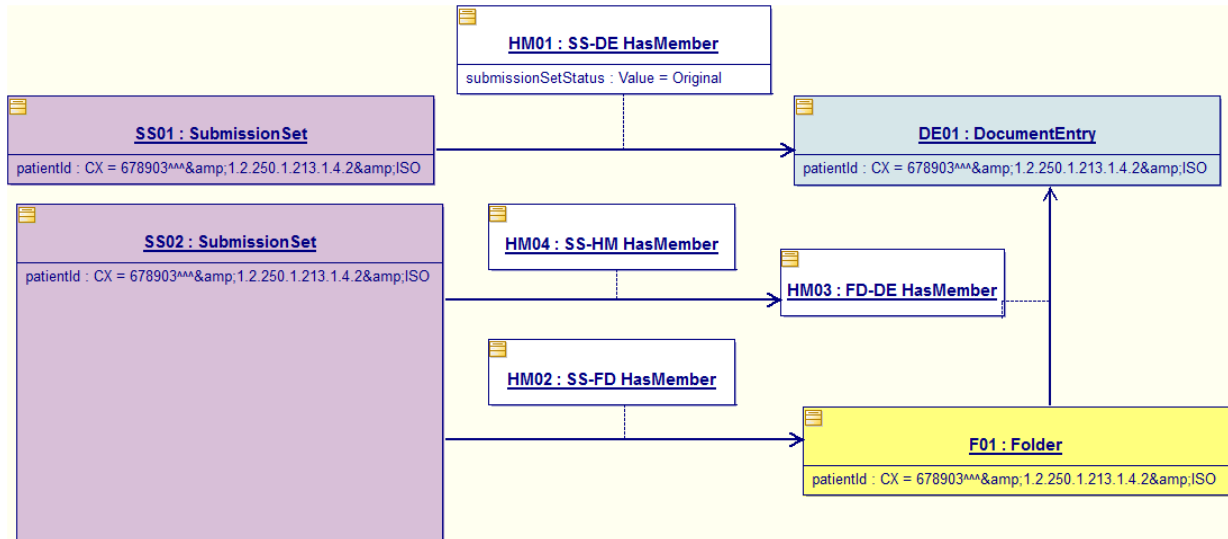 HM01 : SS-DE HasMember
submissionSetStatus : Value = Original
SS01 : SubmissionSet
patientId : CX = 678903^^^&amp;1.2.250.1.213.1.4.2&amp;ISO
DE01 : DocumentEntry
patientId : CX = 678903^^^&amp;1.2.250.1.213.1.4.2&amp;ISO
SS02 : SubmissionSet
patientId : CX = 678903^^^&amp;1.2.250.1.213.1.4.2&amp;ISO
HM04 : SS-HM HasMember
HM03 : FD-DE HasMember
HM02 : SS-FD HasMember
F01 : Folder
patientId : CX = 678903^^^&amp;1.2.250.1.213.1.4.2&amp;ISO